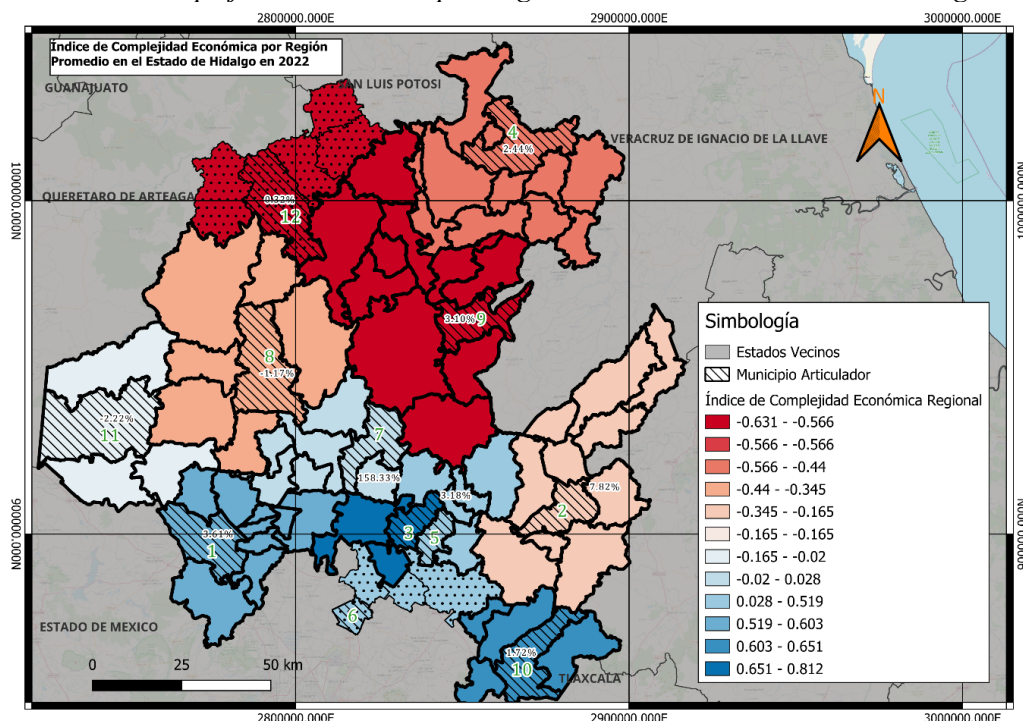 2800000.000E
2900000.000E
3000000.000E
Índice de Complejidad Económica por Región
Promedio en el Estado de Hidalgo en 2022
GUANAJUATO
SAN LUIS POTOSI
N
4
2.44%
VERACRUZ DE IGNACIO DE LA LLAVE
QUERETARO DE ARTEAGA
0.33%
12
1000000.000N
1000000.000N
3.10%
9
8
-1.17%
-2.22%
11
7
158.33%
3.18%
7.82%
2
3
5
3.61%
1
6
900000.000N
900000.000N
1.72%
10
ESTADO DE MEXICO
TLAXCALA
0
25
50 km
Simbología
Estados Vecinos
Municipio Articulador
Índice de Complejidad Económica Regional
-0.631 - -0.566
-0.566 - -0.566
-0.566 - -0.44
-0.44 - -0.345
-0.345 - -0.165
-0.165 - -0.165
-0.165 - -0.02
-0.02 - 0.028
0.028 - 0.519
0.519 - 0.603
0.603 - 0.651
0.651 - 0.812
2800000.000E
2900000.000E
3000000.000E